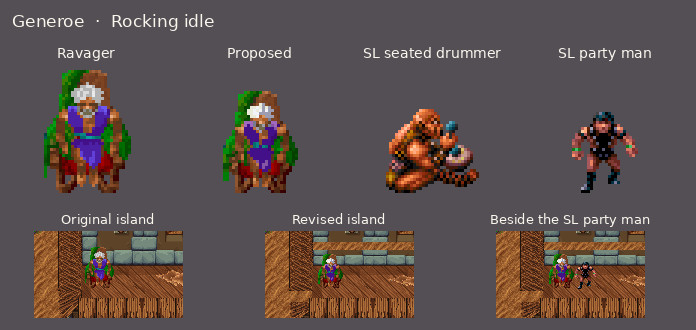 Generoe · Rocking idle
Ravager
Proposed
SL seated drummer
SL party man
Original island
Revised island
Beside the SL party man